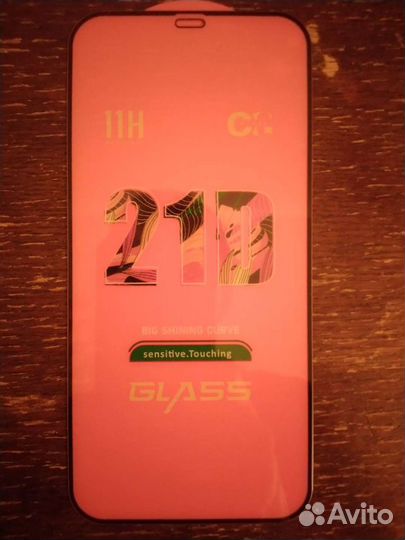 11H
21D
BIG SHINING CURVE
sensitive.Touching
GLASS
Avito